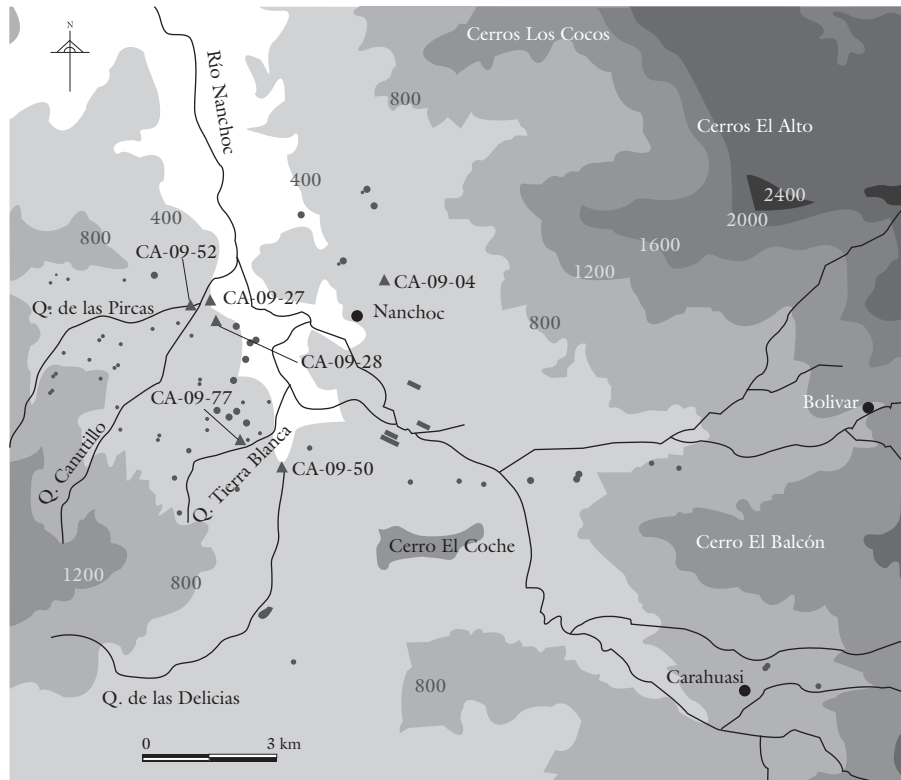 N
Cerros Los Cocos
Río Nanchoc
800
Cerros El Alto
400
2400
2000
400
800
1600
CA-09-52
1200
CA-09-04
CA-09-27
Q. de las Pircas
Nanchoc
800
CA-09-28
CA-09-77
Bolivar
Q. Canutillo
Q. Tierra Blanca
CA-09-50
Cerro El Coche
Cerro El Balcón
1200
800
Carahuasi
800
Q. de las Delicias
0 3 km